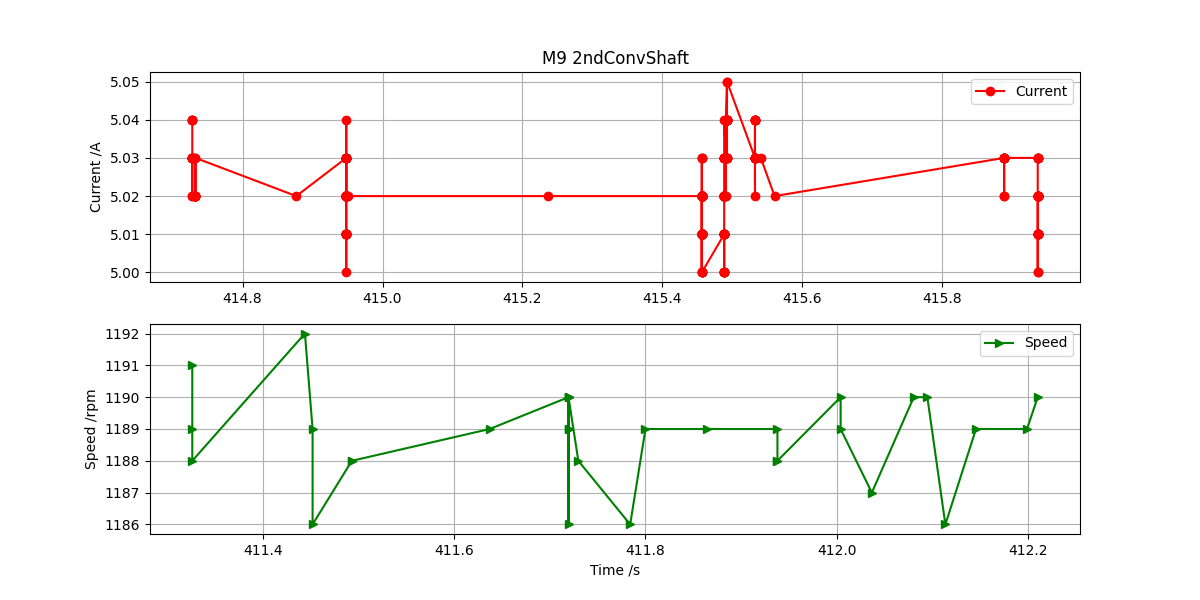 M9 2ndConvShaft
5.05
5.04
5.03
5.02
5.01
5.00
Current /A
Current
414.8 415.0 415.2 415.4 415.6 415.8
1192
1191
1190
1189
1188
1187
1186
Speed /rpm
Speed
411.4 411.6 411.8 412.0 412.2
Time /s